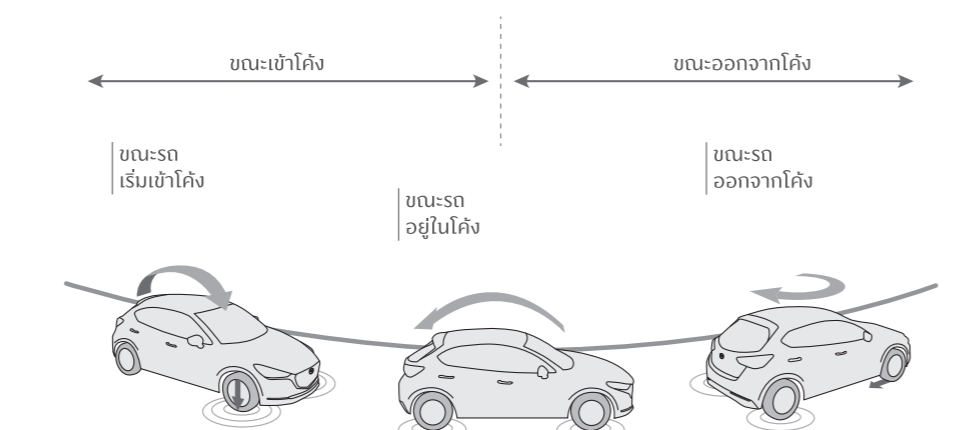 ขณะเข้าโค้ง
ขณะออกจากโค้ง
ขณะรถ
เริ่มเข้าโค้ง
ขณะรถ
อยู่ในโค้ง
ขณะรถ
ออกจากโค้ง